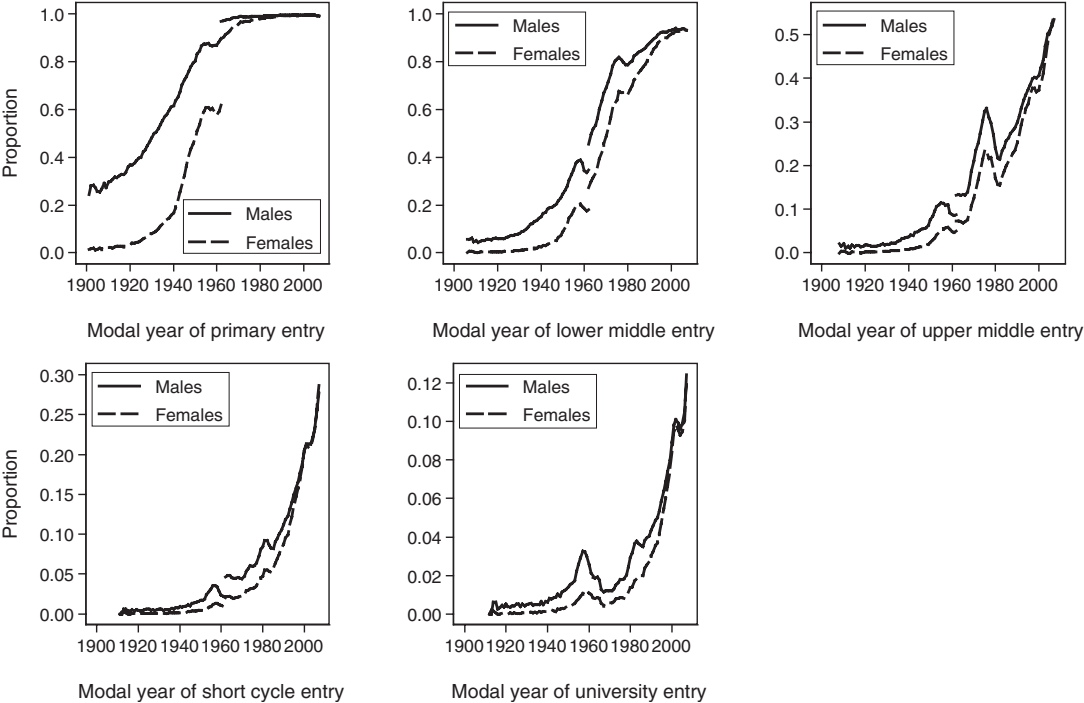 1.0
0.8
0.6
0.4
0.2
0.0
Proportion
Males
Females
1900 1920 1940 1960 1980 2000
Modal year of primary entry
Males
Females
1.0
0.8
0.6
0.4
0.2
0.0
1900 1920 1940 1960 1980 2000
Modal year of lower middle entry
Males
Females
0.5
0.4
0.3
0.2
0.1
0.0
1900 1920 1940 1960 1980 2000
Modal year of upper middle entry
0.30
0.25
0.20
0.15
0.10
0.05
0.00
Proportion
Males
Females
1900 1920 1940 1960 1980 2000
Modal year of short cycle entry
0.12
0.10
0.08
0.06
0.04
0.02
0.00
Males
Females
1900 1920 1940 1960 1980 2000
Modal year of university entry